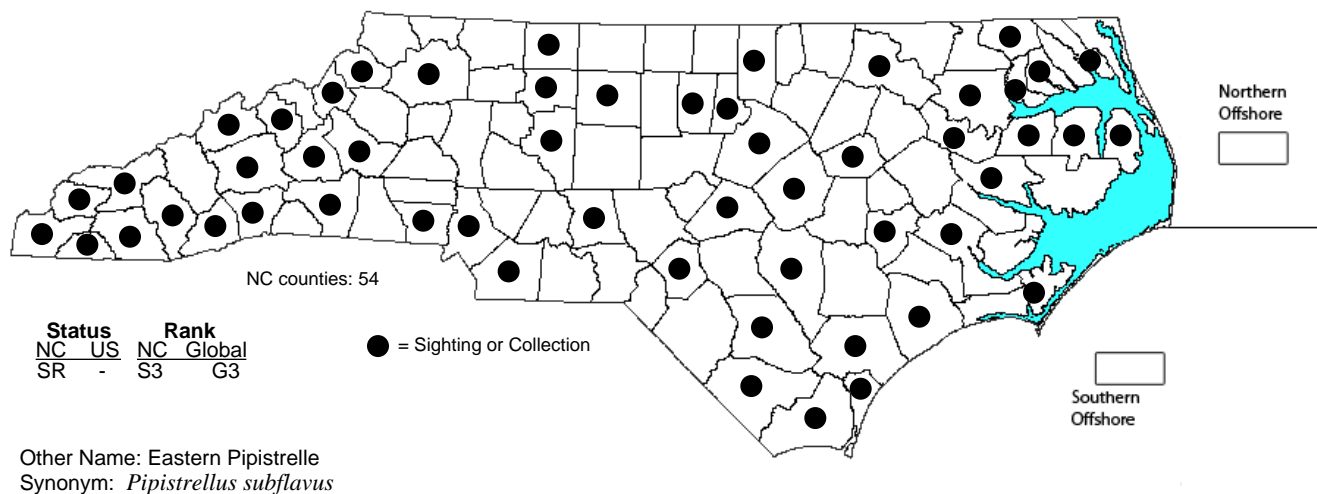 Northern
Offshore
NC counties: 54
Status Rank
NC US NC Global
SR - S3 G3
= Sighting or Collection
Southern
Offshore
Other Name: Eastern Pipistrelle
Synonym: Pipistrellus subflavus